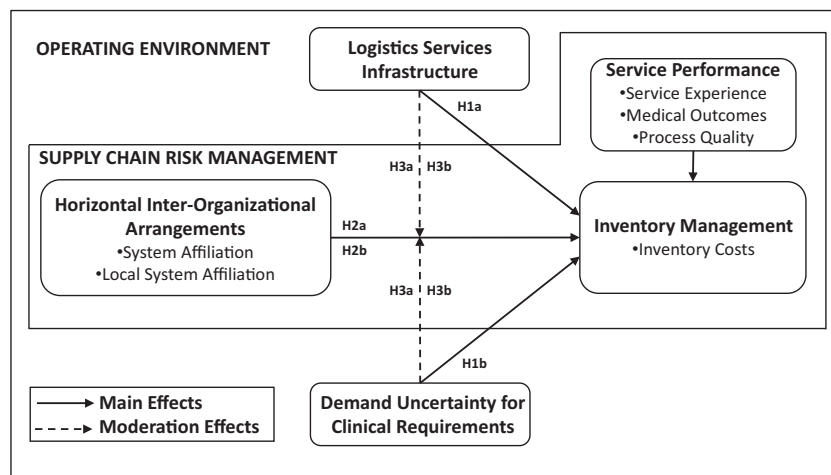 OPERATING ENVIRONMENT
Logistics Services
Infrastructure
Service Performance
•Service Experience
•Medical Outcomes
•Process Quality
H1a
SUPPLY CHAIN RISK MANAGEMENT
H3a H3b
Horizontal Inter-Organizational
Arrangements
•System Affiliation
•Local System Affiliation
H2a
H2b
Inventory Management
•Inventory Costs
H3a H3b
H1b
Main Effects
Moderation Effects
Demand Uncertainty for
Clinical Requirements